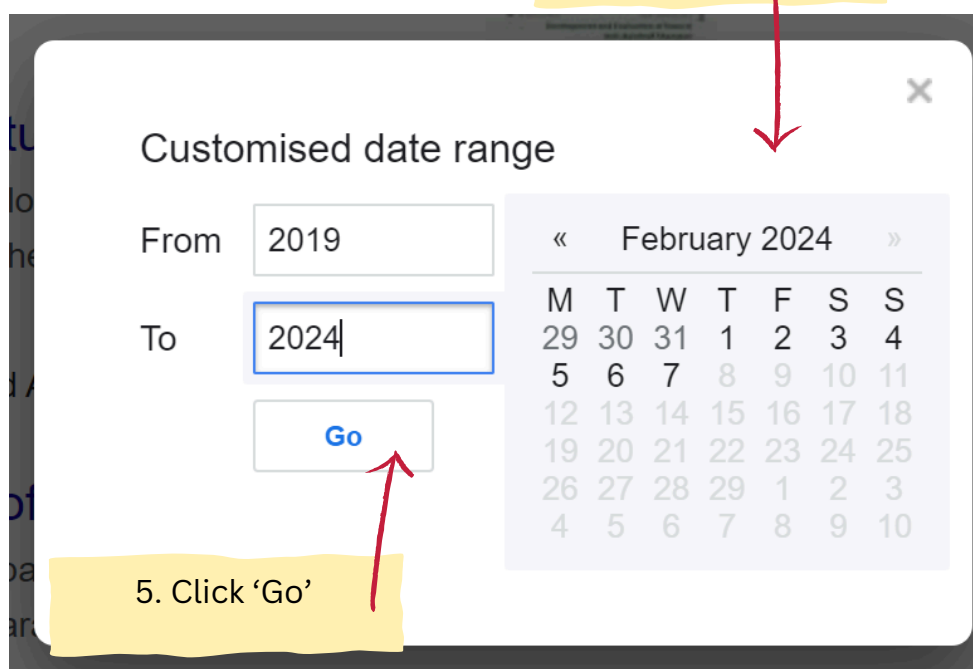 ×
Customised date range
From 2019
To 2024
Go
« February 2024 »
M T W T F S S
29 30 31 1 2 3 4
5 6 7 8 9 10 11
12 13 14 15 16 17 18
19 20 21 22 23 24 25
26 27 28 29 1 2 3
4 5 6 7 8 9 10
5. Click ‘Go’